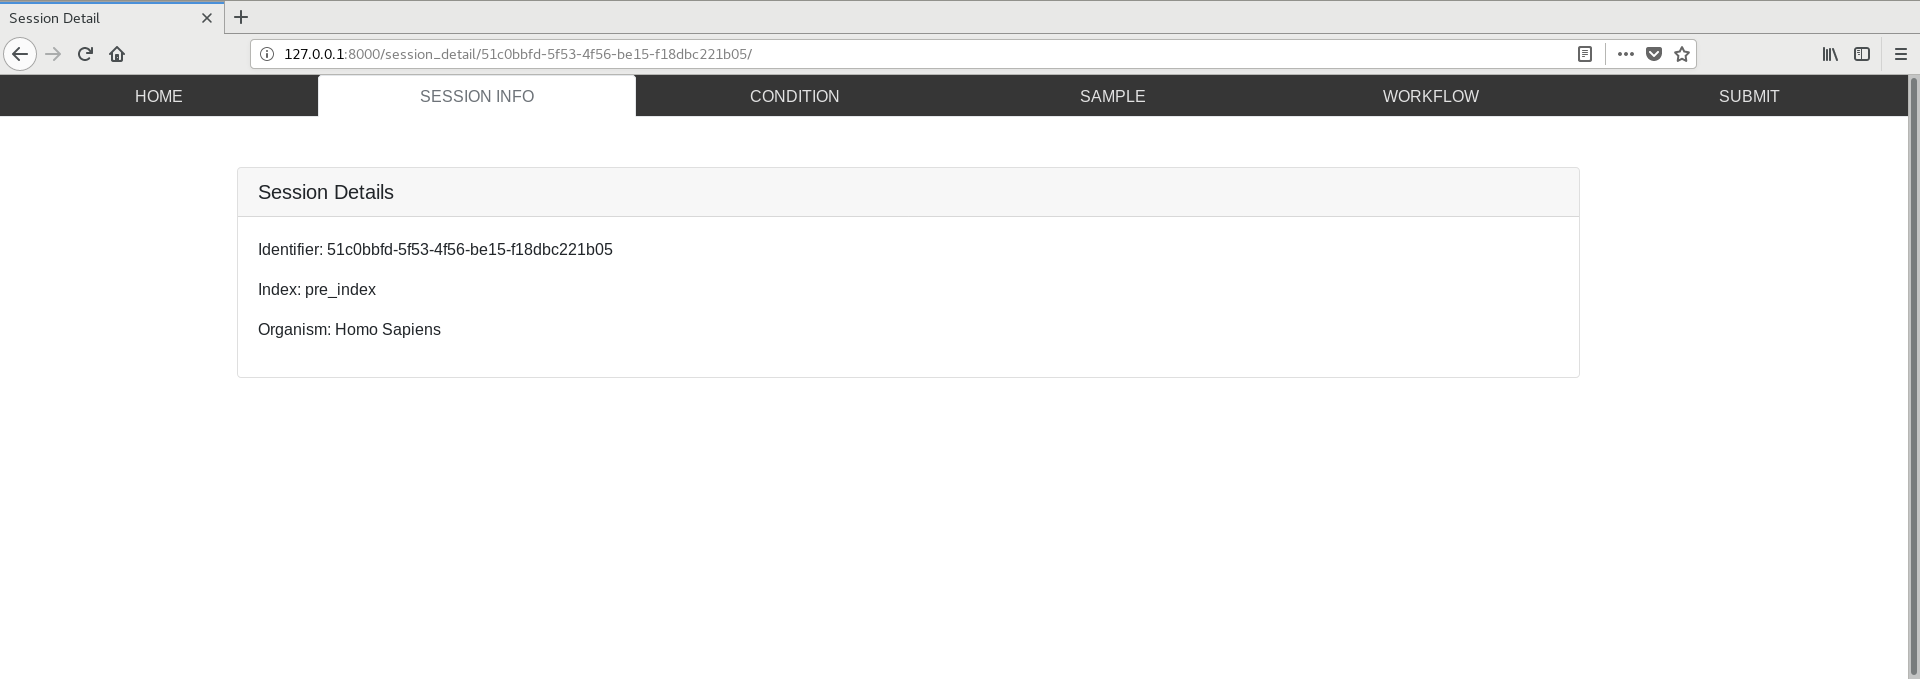 Session Detail
127.0.0.1:8000/session_detail/51c0bbfd-5f53-4f56-be15-f18dbc221b05/
HOME SESSION INFO CONDITION SAMPLE WORKFLOW SUBMIT
Session Details
Identifier: 51c0bbfd-5f53-4f56-be15-f18dbc221b05
Index: pre_index
Organism: Homo Sapiens